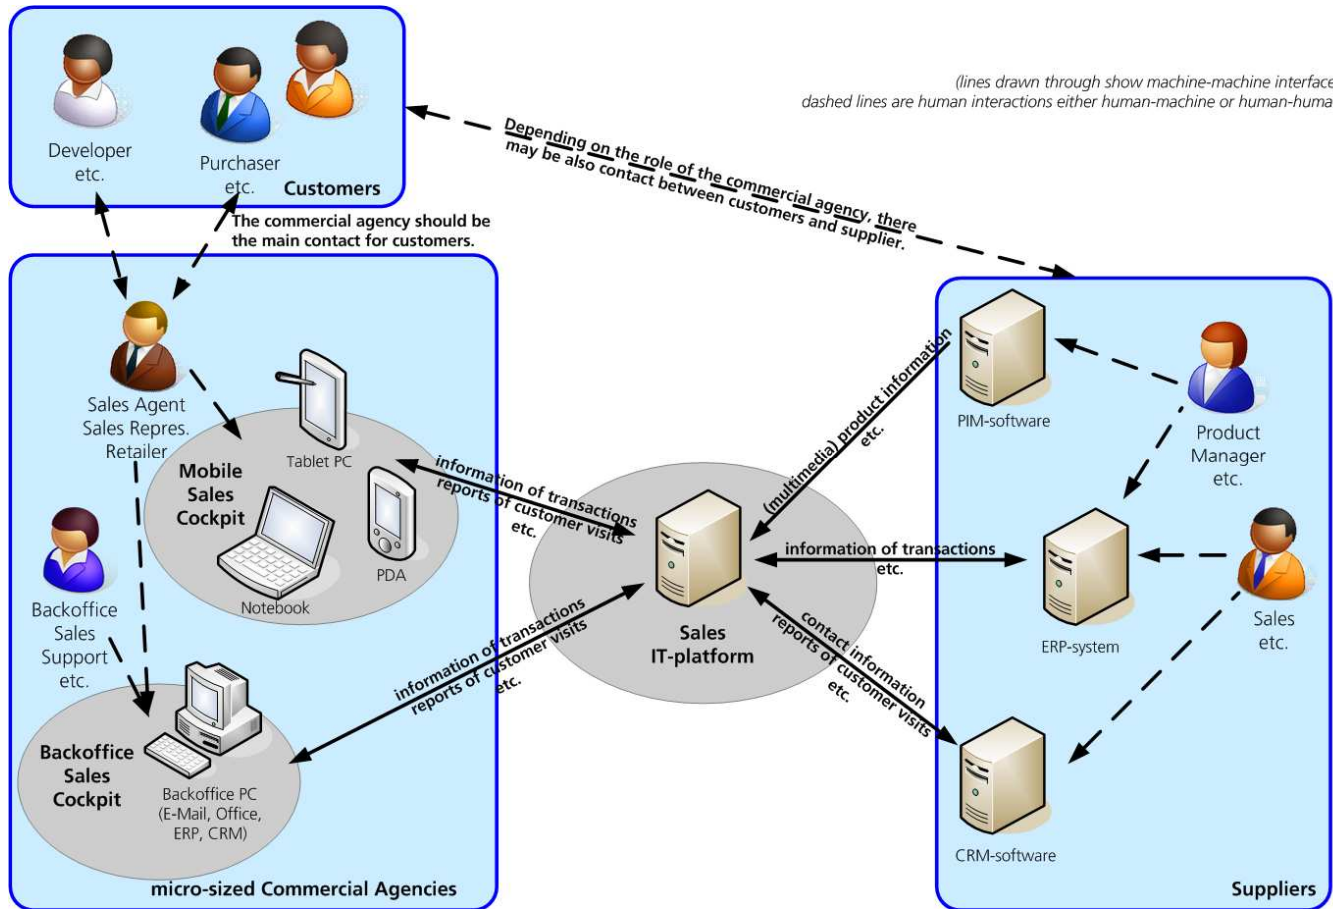 (lines drawn through show machine-machine interface
dashed lines are human interactions either human-machine or human-huma
Developer
etc.
Purchaser
etc.
Customers
Depending on the role of the commercial agency, there
may be also contact between customers and supplier.
The commercial agency should be
the main contact for customers.
Sales Agent
Sales Repres.
Retailer
Mobile
Sales
Cockpit
Tablet PC
Notebook
PDA
Backoffice
Sales
Support
etc.
Backoffice
Sales
Cockpit
Backoffice PC
(E-Mail, Office,
ERP, CRM)
micro-sized Commercial Agencies
information of transactions
reports of customer visits
etc.
information of transactions
reports of customer visits
etc.
Sales
IT-platform
(multimedia) product information
etc.
information of transactions
etc.
contact information
reports of customer visits
etc.
PIM-software
Product
Manager
etc.
ERP-system
Sales
etc.
CRM-software
Suppliers